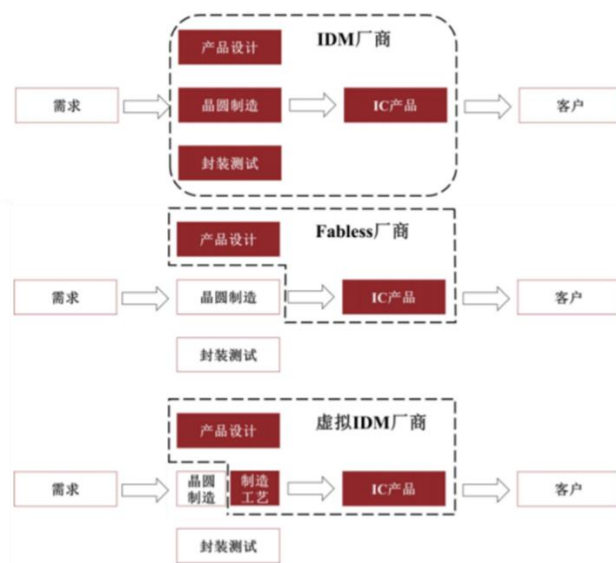 产品设计
IDM厂商
需求
晶圆制造
IC产品
客户
封装测试
产品设计
Fabless厂商
需求
晶圆制造
IC产品
客户
封装测试
产品设计
虚拟IDM厂商
需求
晶圆
制造
制造
工艺
IC产品
客户
封装测试